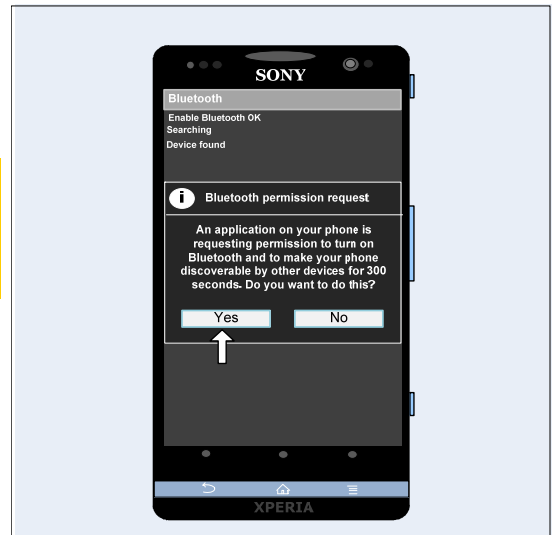 SONY
Bluetooth
Enable Bluetooth OK
Searching
Device found
i Bluetooth permission request
An application on your phone is
requesting permission to turn on
Bluetooth and to make your phone
discoverable by other devices for 300
seconds. Do you want to do this?
Yes No
XPERIA